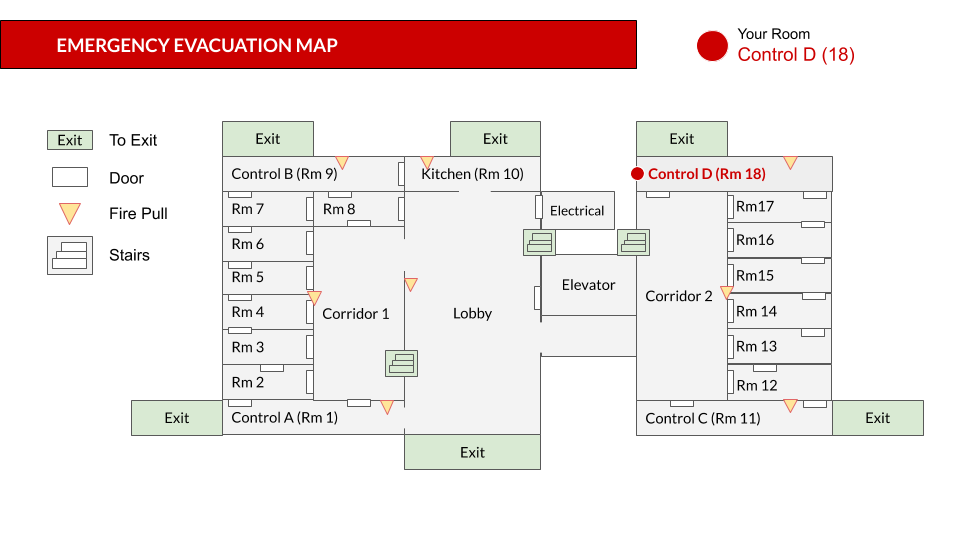 EMERGENCY EVACUATION MAP
Your Room
Control D (18)
Exit
To Exit
Door
Fire Pull
Stairs
Exit
Exit
Exit
Control B (Rm 9)
Kitchen (Rm 10)
Control D (Rm 18)
Rm 7
Rm 8
Electrical
Rm17
Rm 6
Rm16
Rm 5
Elevator
Rm15
Rm 4
Corridor 1
Lobby
Corridor 2
Rm 14
Rm 3
Rm 13
Rm 2
Rm 12
Exit
Control A (Rm 1)
Control C (Rm 11)
Exit
Exit